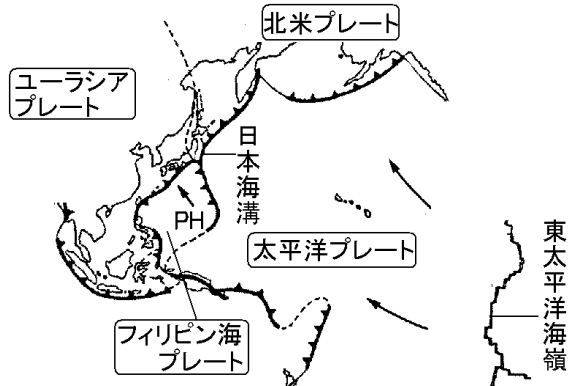 北米プレート
ユーラシア
プレート
日本海溝
PH
太平洋プレート
東太平洋海嶺
フィリピン海
プレート